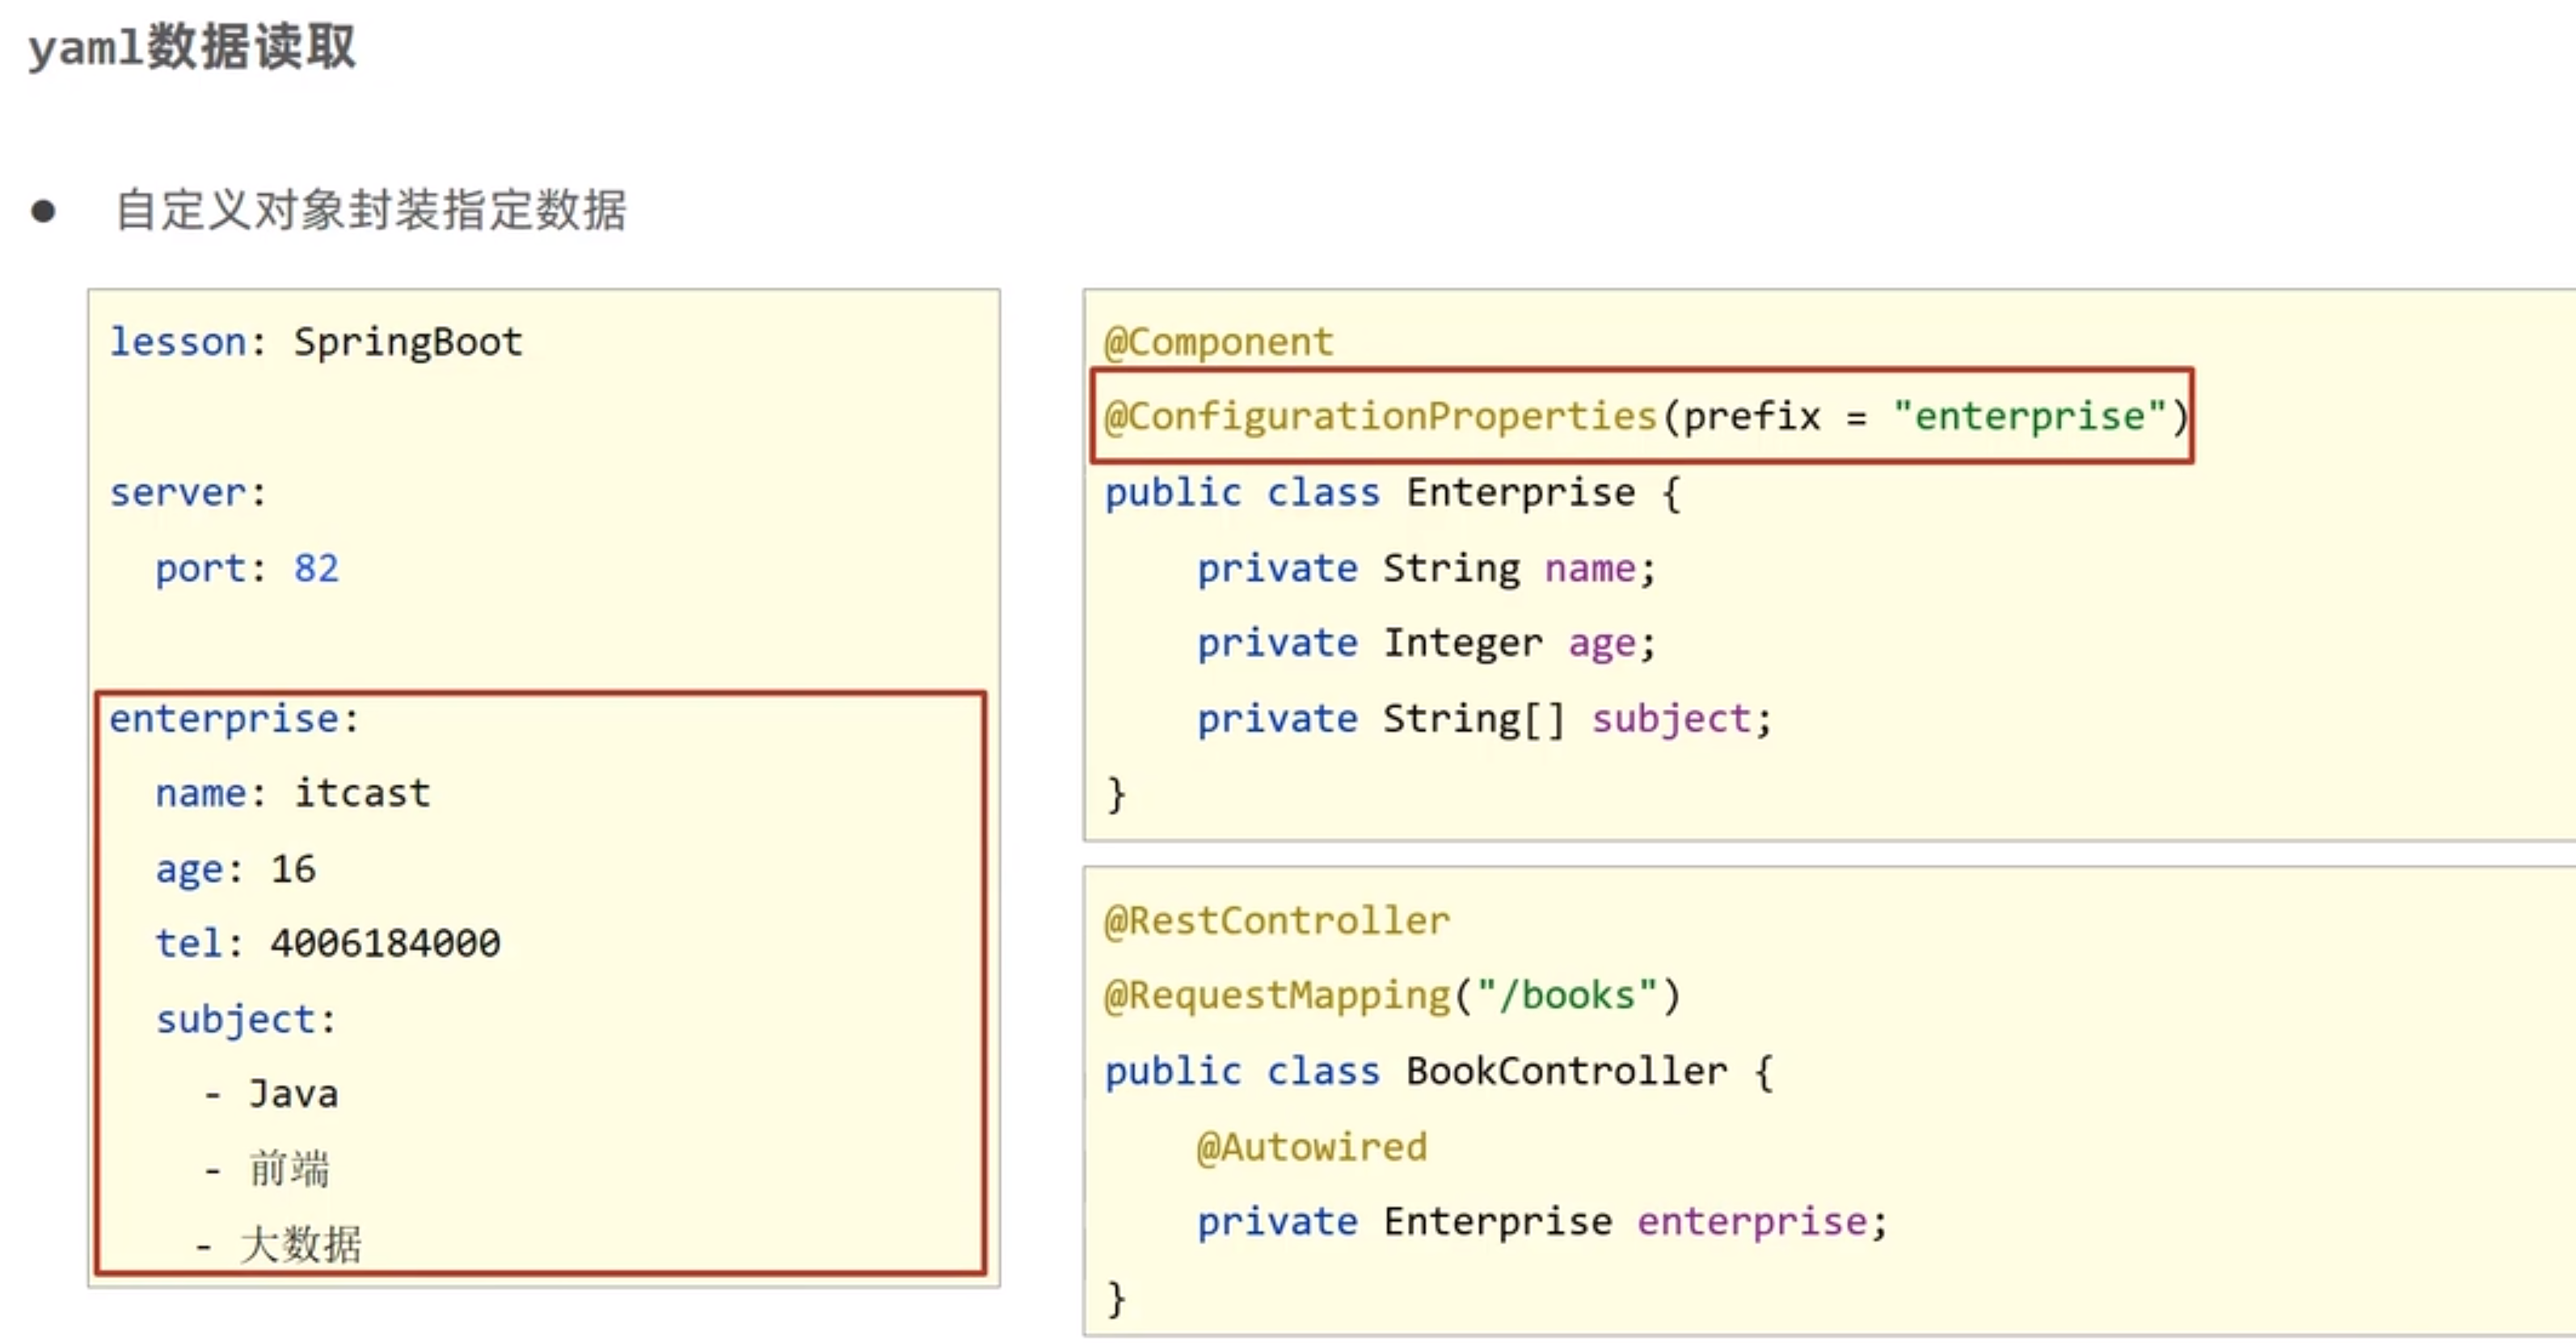 yaml数据读取
● 自定义对象封装指定数据
lesson: SpringBoot
server:
  port: 82
enterprise:
  name: itcast
  age: 16
  tel: 4006184000
  subject:
    - Java
    - 前端
    - 大数据
@Component
@ConfigurationProperties(prefix = "enterprise")
public class Enterprise {
    private String name;
    private Integer age;
    private String[] subject;
}
@RestController
@RequestMapping("/books")
public class BookController {
    @Autowired
    private Enterprise enterprise;
}